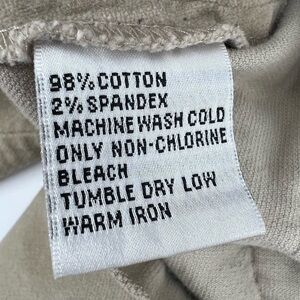 98% COTTON
2% SPANDEX
MACHINE WASH COLD
ONLY NON-CHLORINE
BLEACH
TUMBLE DRY LOW
WARM IRON